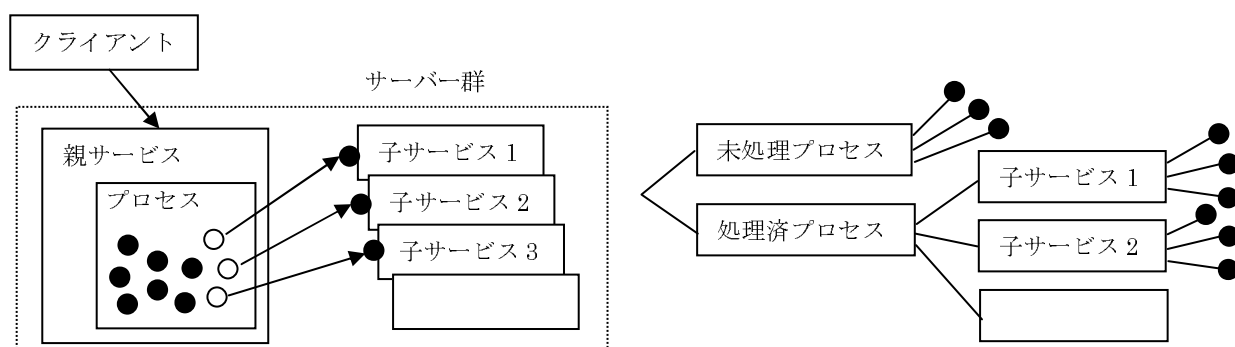 クライアント
サーバー群
親サービス
プロセス
子サービス 1
子サービス 2
子サービス 3
未処理プロセス
処理済プロセス
子サービス 1
子サービス 2